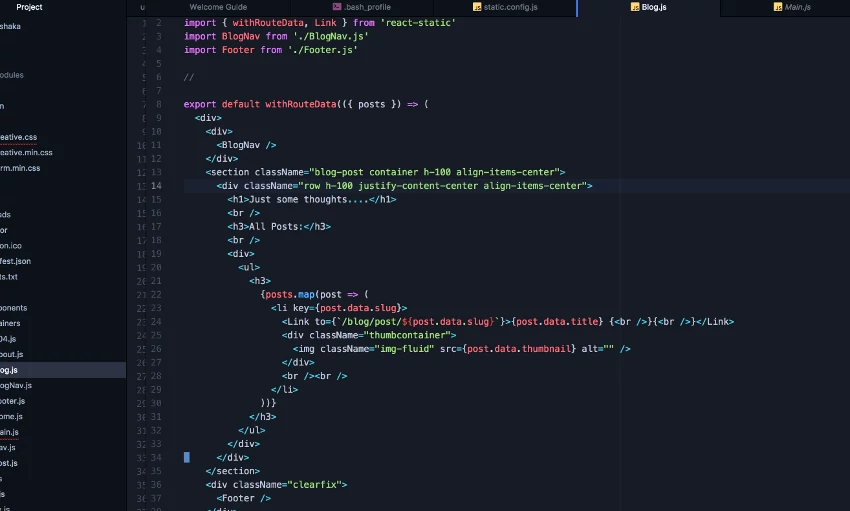 Project
u
Welcome Guide
.bash_profile
static.config.js
Blog.js
Main.js
shaka
odules
n
eative.css
eative.min.css
rm.min.css
ds
or
on.ico
fest.json
ts.txt
ponents
ainers
04.js
bout.js
og.js
ogNav.js
ooter.js
ome.js
ain.js
av.js
ost.js
s
js
2 import { withRouteData, Link } from 'react-static'
3 import BlogNav from './BlogNav.js'
4 import Footer from './Footer.js'
5
6 //
7
8 export default withRouteData(({ posts }) => (
9 <div>
10 <div>
11 <BlogNav />
12 </div>
13 <section className="blog-post container h-100 align-items-center">
14 <div className="row h-100 justify-content-center align-items-center">
15 <h1>Just some thoughts....</h1>
16 <br />
17 <h3>All Posts:</h3>
18 <br />
19 <div>
20 <ul>
21 <h3>
22 {posts.map(post => (
23 <li key={post.data.slug}>
24 <Link to={`/blog/post/${post.data.slug}`}>{post.data.title} {<br />}{<br />}</Link>
25 <div className="thumbcontainer">
26 <img className="img-fluid" src={post.data.thumbnail} alt="" />
27 </div>
28 <br /><br />
29 </li>
30 ))}
31 </h3>
32 </ul>
33 </div>
34 </div>
35 </section>
36 <div className="clearfix">
37 <Footer />
</div>